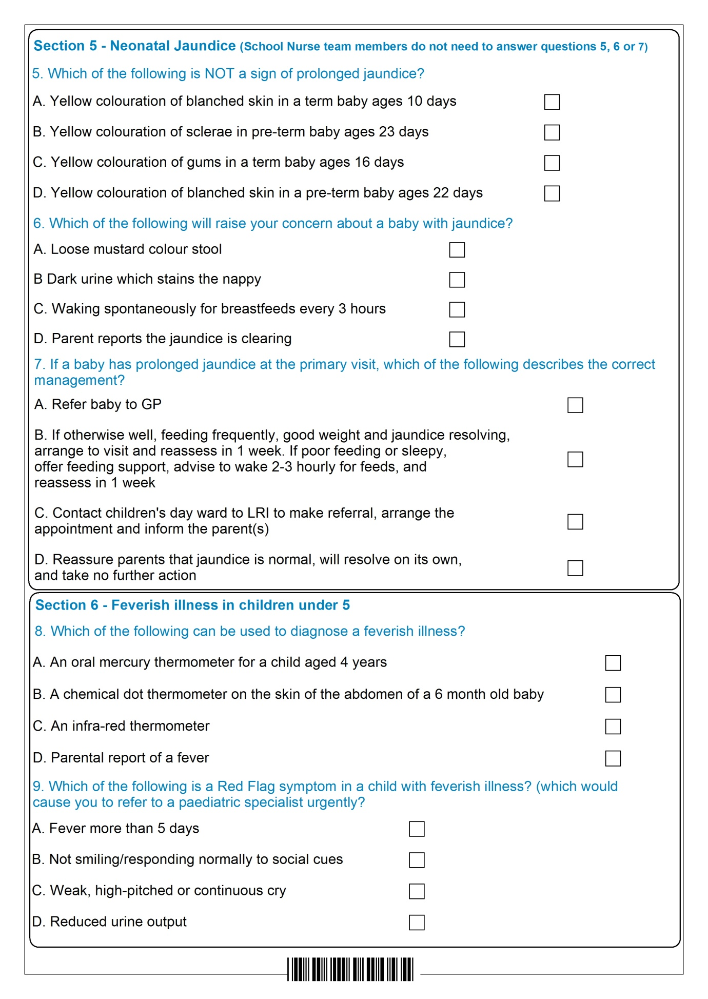 Section 5 - Neonatal Jaundice (School Nurse team members do not need to answer questions 5, 6 or 7)
5. Which of the following is NOT a sign of prolonged jaundice?
A. Yellow colouration of blanched skin in a term baby ages 10 days
B. Yellow colouration of sclerae in pre-term baby ages 23 days
C. Yellow colouration of gums in a term baby ages 16 days
D. Yellow colouration of blanched skin in a pre-term baby ages 22 days
6. Which of the following will raise your concern about a baby with jaundice?
A. Loose mustard colour stool
B Dark urine which stains the nappy
C. Waking spontaneously for breastfeeds every 3 hours
D. Parent reports the jaundice is clearing
7. If a baby has prolonged jaundice at the primary visit, which of the following describes the correct
management?
A. Refer baby to GP
B. If otherwise well, feeding frequently, good weight and jaundice resolving,
arrange to visit and reassess in 1 week. If poor feeding or sleepy,
offer feeding support, advise to wake 2-3 hourly for feeds, and
reassess in 1 week
C. Contact children's day ward to LRI to make referral, arrange the
appointment and inform the parent(s)
D. Reassure parents that jaundice is normal, will resolve on its own,
and take no further action
Section 6 - Feverish illness in children under 5
8. Which of the following can be used to diagnose a feverish illness?
A. An oral mercury thermometer for a child aged 4 years
B. A chemical dot thermometer on the skin of the abdomen of a 6 month old baby
C. An infra-red thermometer
D. Parental report of a fever
9. Which of the following is a Red Flag symptom in a child with feverish illness? (which would
cause you to refer to a paediatric specialist urgently?
A. Fever more than 5 days
B. Not smiling/responding normally to social cues
C. Weak, high-pitched or continuous cry
D. Reduced urine output